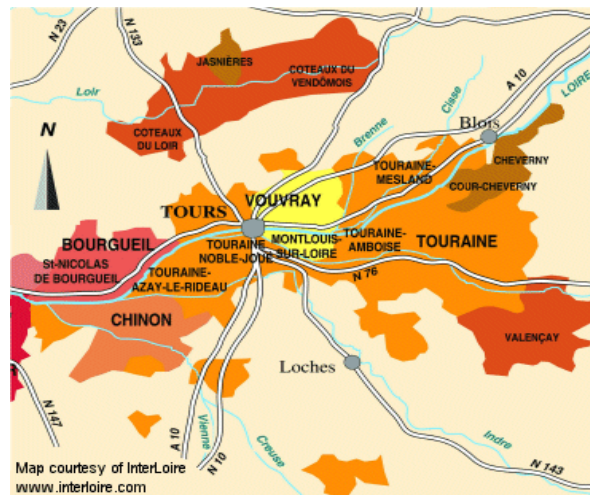 N 23
N 133
JASNIÈRES
COTEAUX DU
VENDÔMOIS
Loir
Cisse
A 10
LOIRE
COTEAUX
DU LOIR
Brenne
Blois
N
CHEVERNY
TOURAINE-
MESLAND
COUR-CHEVERNY
VOUVRAY
TOURS
BOURGUEIL
TOURAINE
NOBLE-JOUÉ
MONTLOUIS-
SUR-LOIRE
TOURAINE-
AMBOISE
TOURAINE
St-NICOLAS
DE BOURGUEIL
TOURAINE-
AZAY-LE-RIDEAU
N 76
CHINON
VALENÇAY
Loches
N 147
A 10
Vienne
N 10
Creuse
Indre
N 143
Map courtesy of InterLoire
www.interloire.com